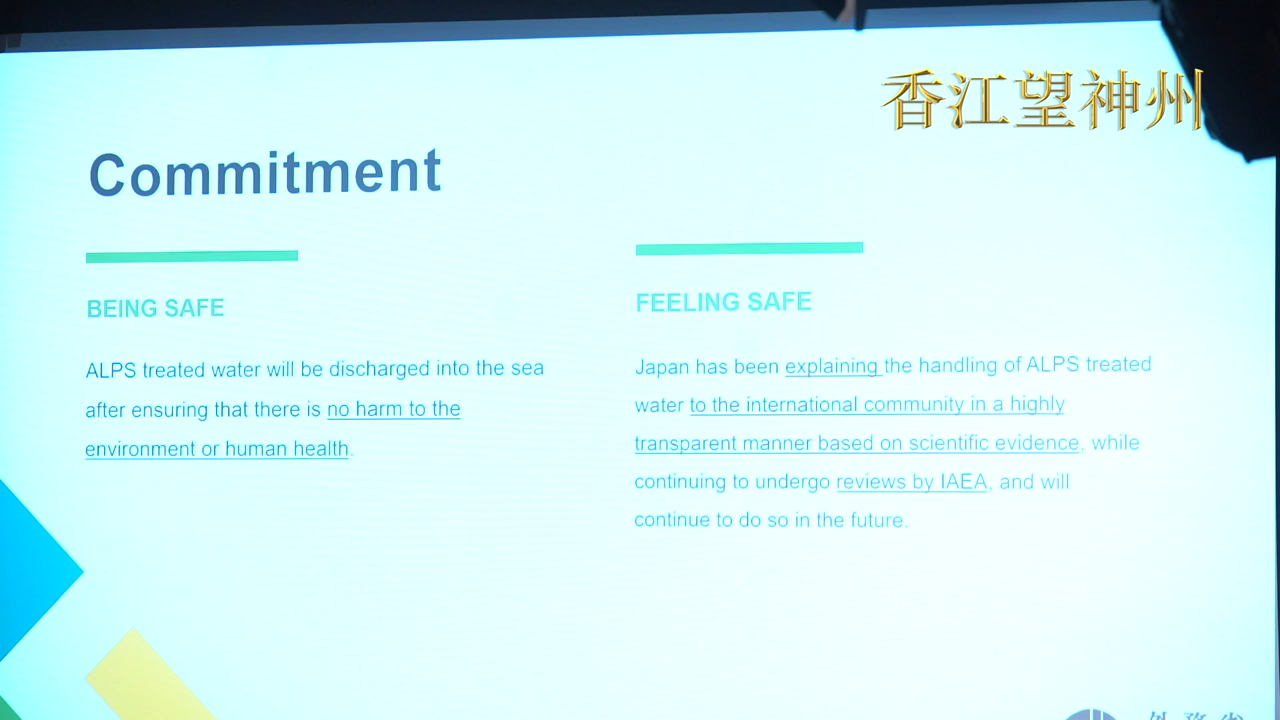 香江望神州
Commitment
BEING SAFE
ALPS treated water will be discharged into the sea
after ensuring that there is no harm to the
environment or human health.
FEELING SAFE
Japan has been explaining the handling of ALPS treated
water to the international community in a highly
transparent manner based on scientific evidence, while
continuing to undergo reviews by IAEA, and will
continue to do so in the future.
外務省